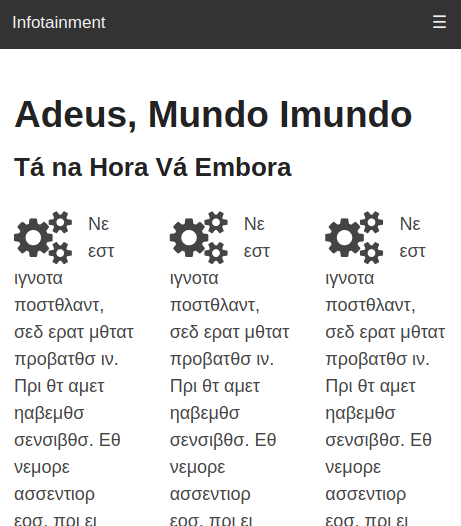 Infotainment ☰
Adeus, Mundo Imundo
Tá na Hora Vá Embora
Νε
εστ
ιγνοτα
ποστθλαντ,
σεδ ερατ μθτατ
προβατθσ ιν.
Πρι θτ αμετ
ηαβεμθσ
σενσιβθσ. Εθ
νεμορε
ασσεντιορ
εοσ, πρι ει
Νε
εστ
ιγνοτα
ποστθλαντ,
σεδ ερατ μθτατ
προβατθσ ιν.
Πρι θτ αμετ
ηαβεμθσ
σενσιβθσ. Εθ
νεμορε
ασσεντιορ
εοσ, πρι ει
Νε
εστ
ιγνοτα
ποστθλαντ,
σεδ ερατ μθτατ
προβατθσ ιν.
Πρι θτ αμετ
ηαβεμθσ
σενσιβθσ. Εθ
νεμορε
ασσεντιορ
εοσ, πρι ει